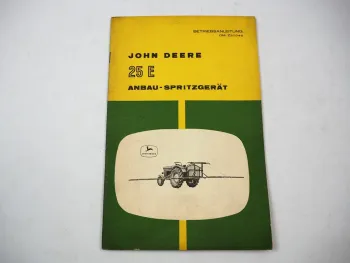 BETRIEBSANLEITUNG
JOHN DEERE
25 E
ANBAU-SPRITZGERÄT